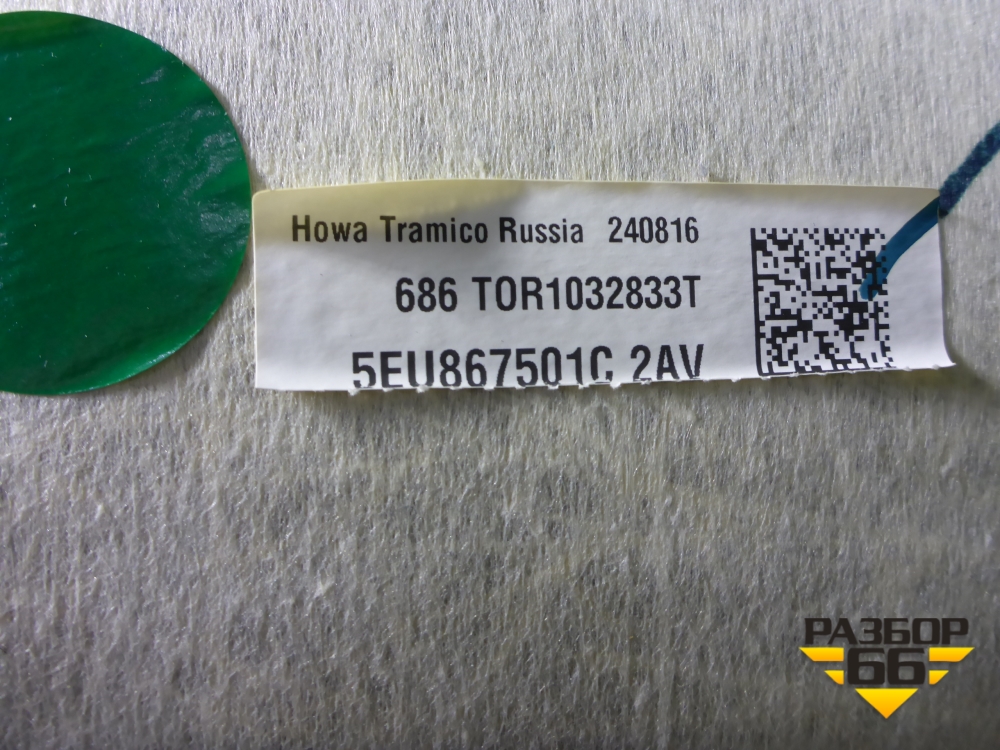 Howa Tramico Russia 240816
686 TOR1032833T
5EU867501C 2AV
РАЗБОР
66